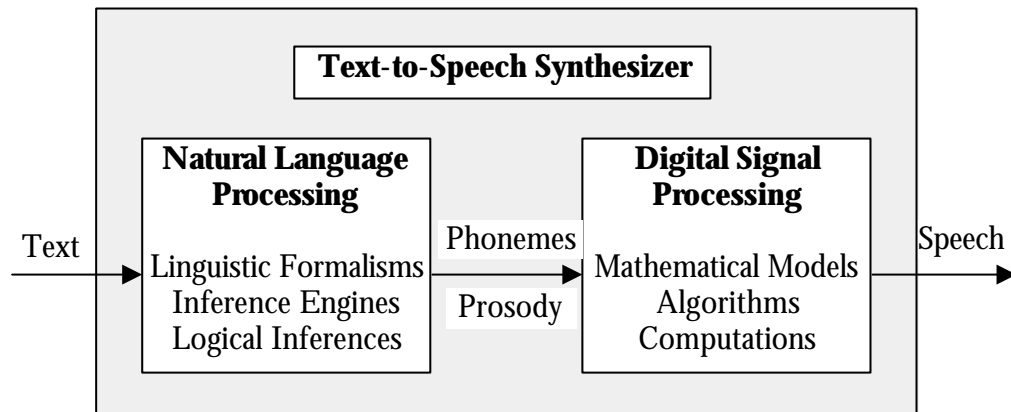 Text-to-Speech Synthesizer
Natural Language
Processing
Linguistic Formalisms
Inference Engines
Logical Inferences
Digital Signal
Processing
Mathematical Models
Algorithms
Computations
Text
Phonemes
Prosody
Speech